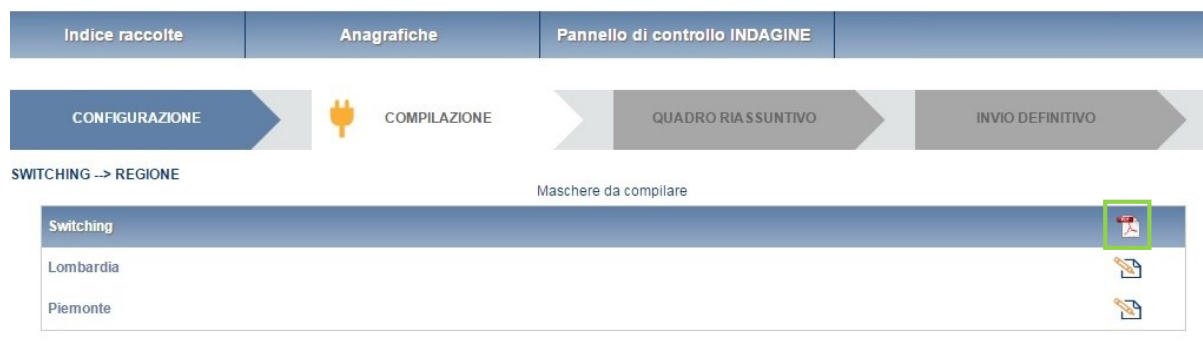 Indice raccolte Anagrafiche Pannello di controllo INDAGINE
CONFIGURAZIONE COMPILAZIONE QUADRO RIASSUNTIVO INVIO DEFINITIVO
SWITCHING --> REGIONE
Maschere da compilare
Switching
Lombardia
Piemonte